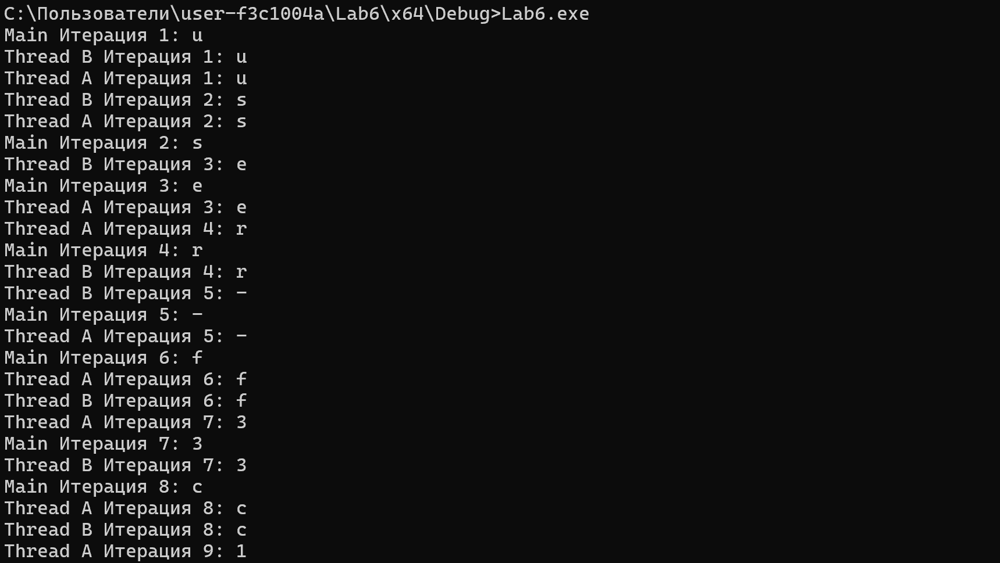 C:\Пользователи\user-f3c1004a\Lab6\x64\Debug>Lab6.exe
Main Итерация 1: u
Thread B Итерация 1: u
Thread A Итерация 1: u
Thread B Итерация 2: s
Thread A Итерация 2: s
Main Итерация 2: s
Thread B Итерация 3: e
Main Итерация 3: e
Thread A Итерация 3: e
Thread A Итерация 4: r
Main Итерация 4: r
Thread B Итерация 4: r
Thread B Итерация 5: -
Main Итерация 5: -
Thread A Итерация 5: -
Main Итерация 6: f
Thread A Итерация 6: f
Thread B Итерация 6: f
Thread A Итерация 7: 3
Main Итерация 7: 3
Thread B Итерация 7: 3
Main Итерация 8: c
Thread A Итерация 8: c
Thread B Итерация 8: c
Thread A Итерация 9: 1